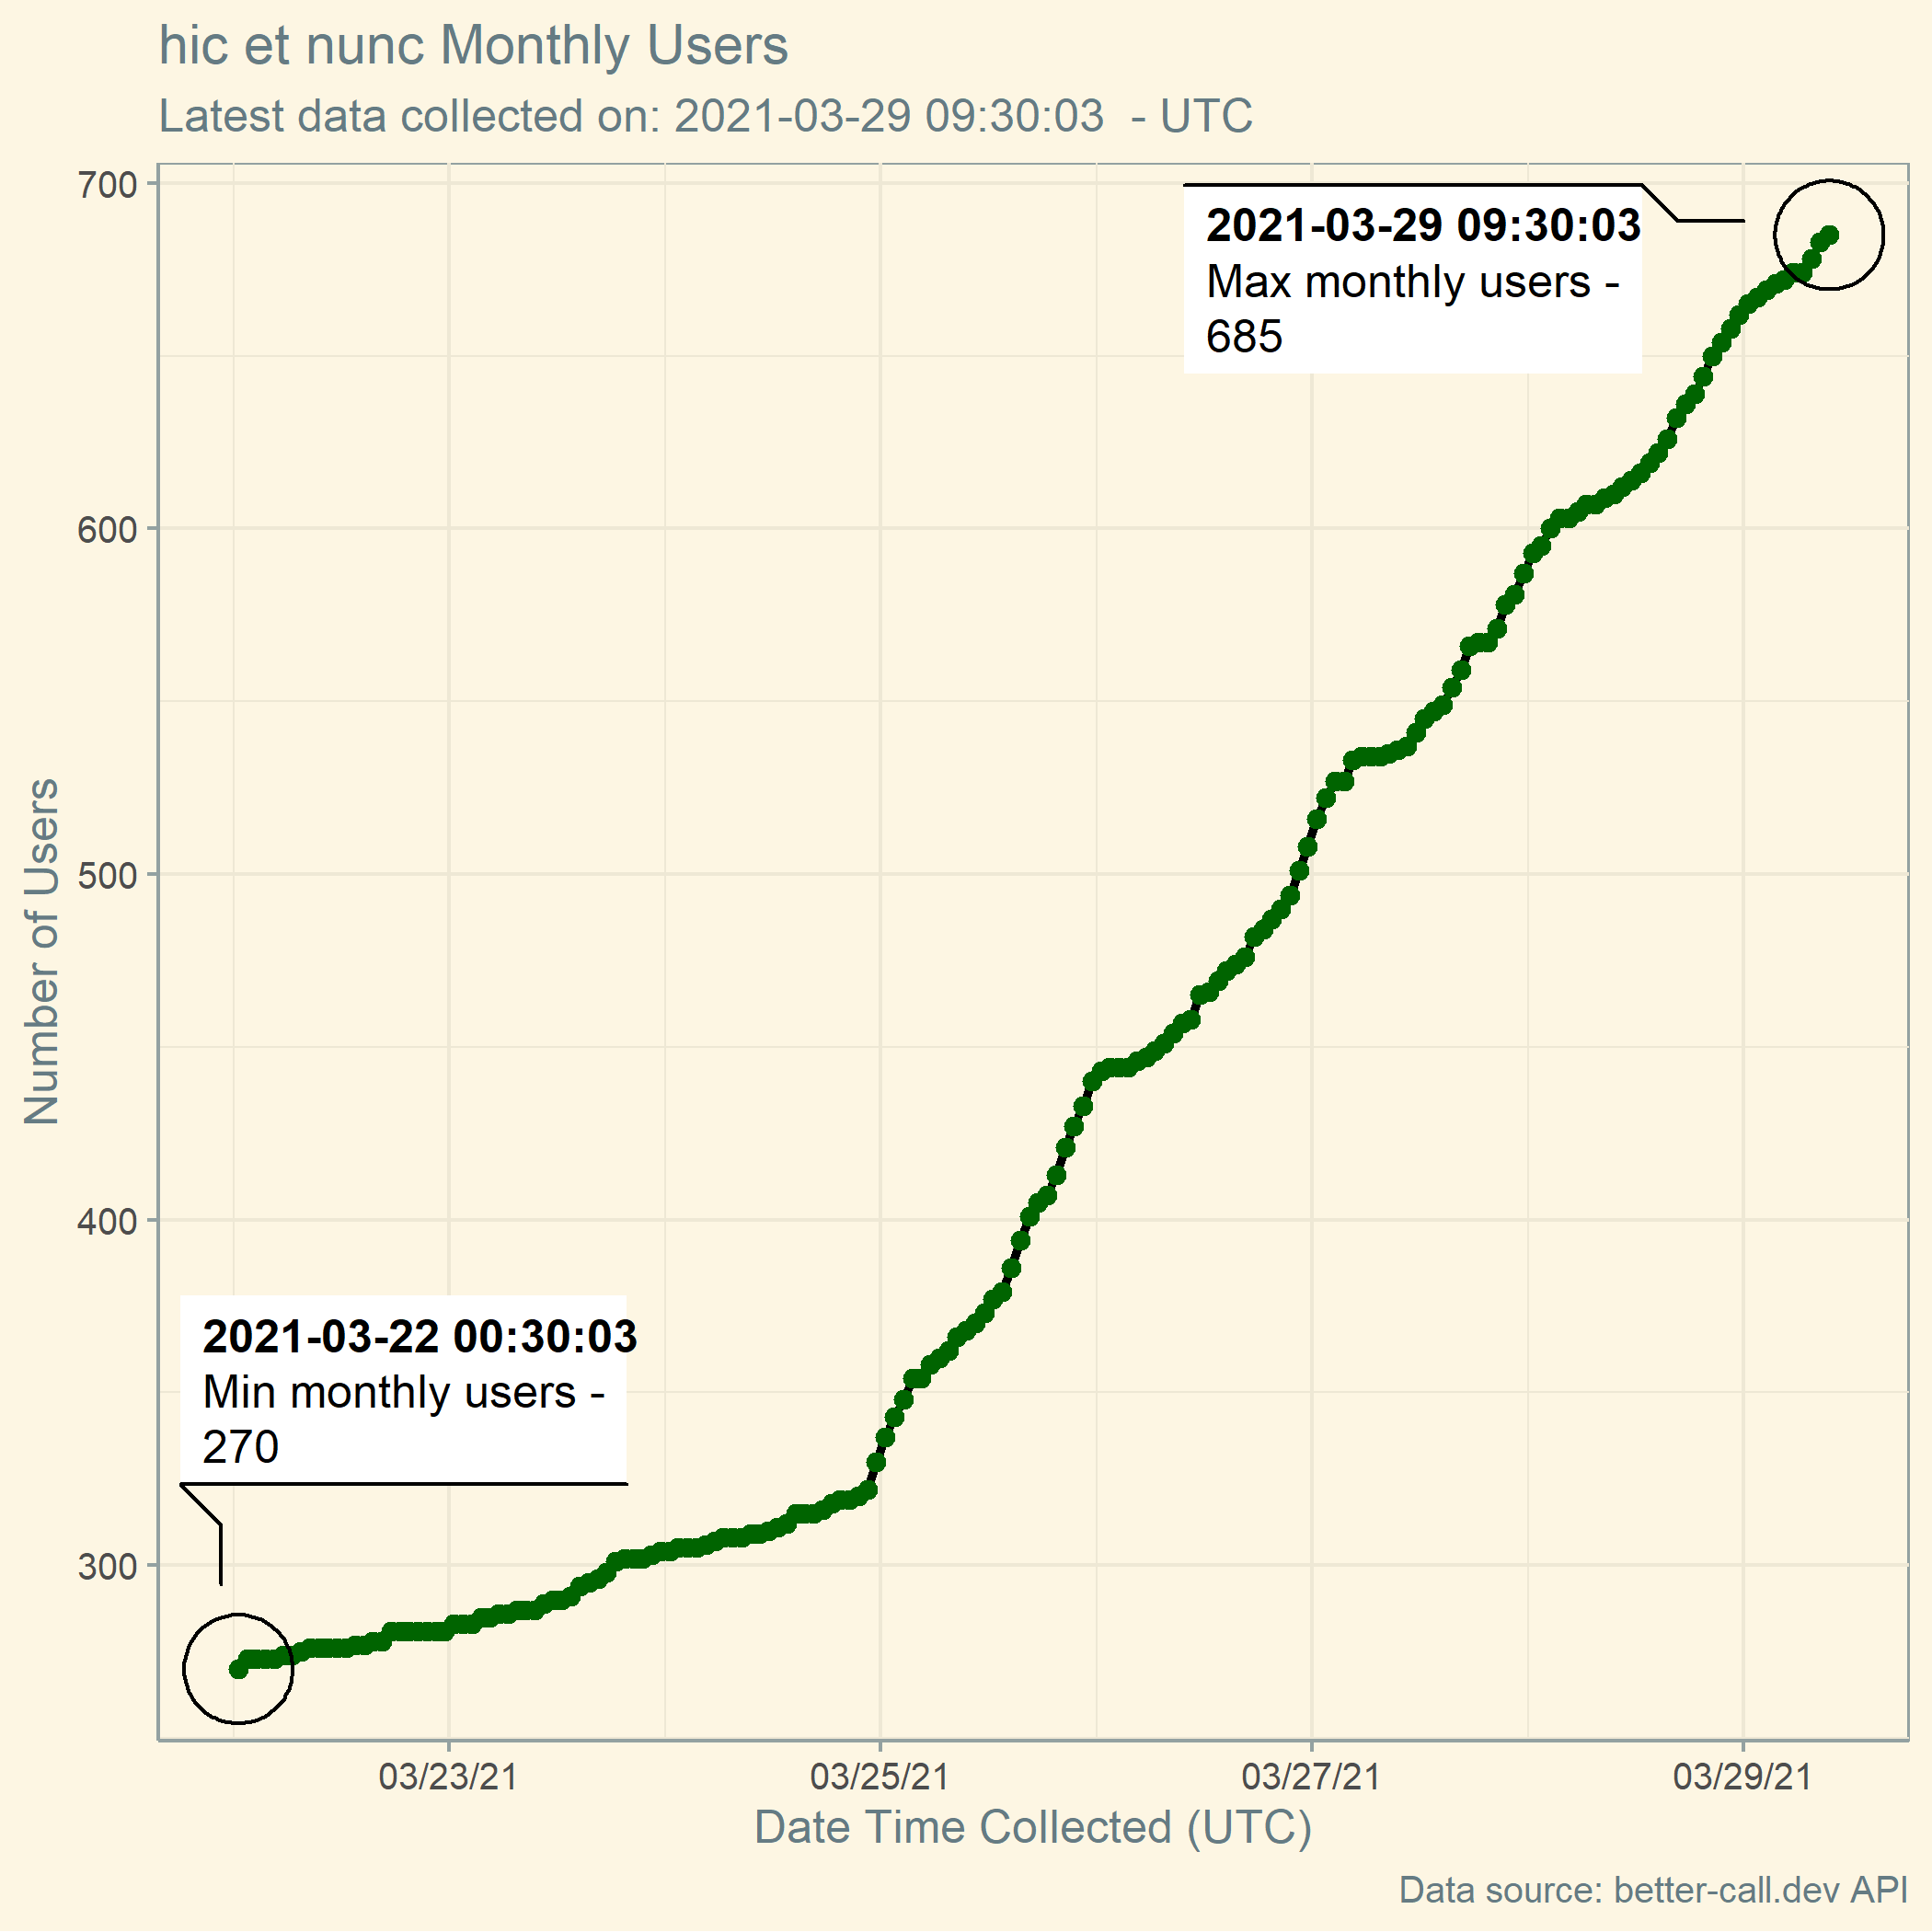 hic et nunc Monthly Users
Latest data collected on: 2021-03-29 09:30:03  - UTC
700
600
500
400
300
Number of Users
2021-03-29 09:30:03
Max monthly users -
685
2021-03-22 00:30:03
Min monthly users -
270
03/23/21
03/25/21
03/27/21
03/29/21
Date Time Collected (UTC)
Data source: better-call.dev API